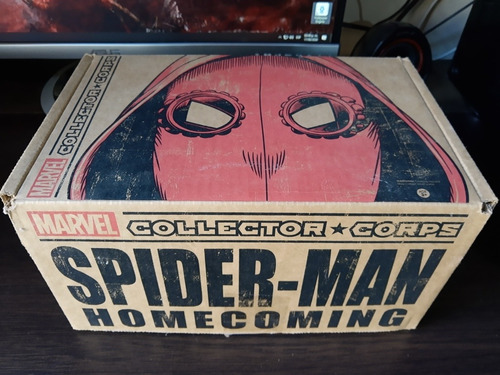 MARVEL COLLECTOR ★ CORPS
MARVEL COLLECTOR ★ CORPS
SPIDER-MAN
HOMECOMING